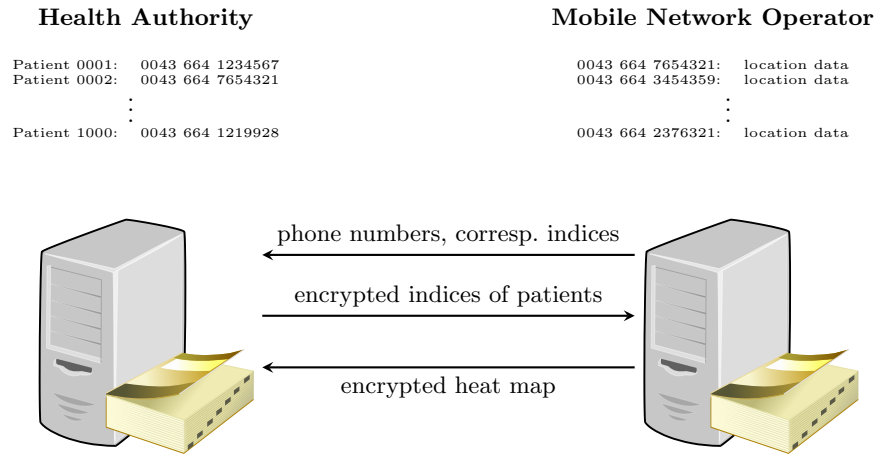 Health Authority
Patient 0001: 0043 664 1234567
Patient 0002: 0043 664 7654321
⋮
Patient 1000: 0043 664 1219928
Mobile Network Operator
0043 664 7654321: location data
0043 664 3454359: location data
⋮
0043 664 2376321: location data
phone numbers, corresp. indices
encrypted indices of patients
encrypted heat map